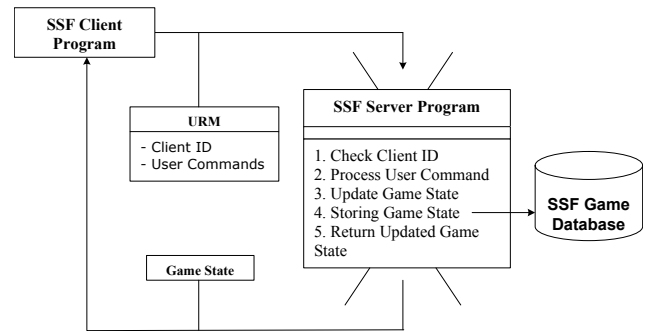 SSF Client
Program
URM
- Client ID
- User Commands
SSF Server Program
1. Check Client ID
2. Process User Command
3. Update Game State
4. Storing Game State
5. Return Updated Game
State
SSF Game
Database
Game State